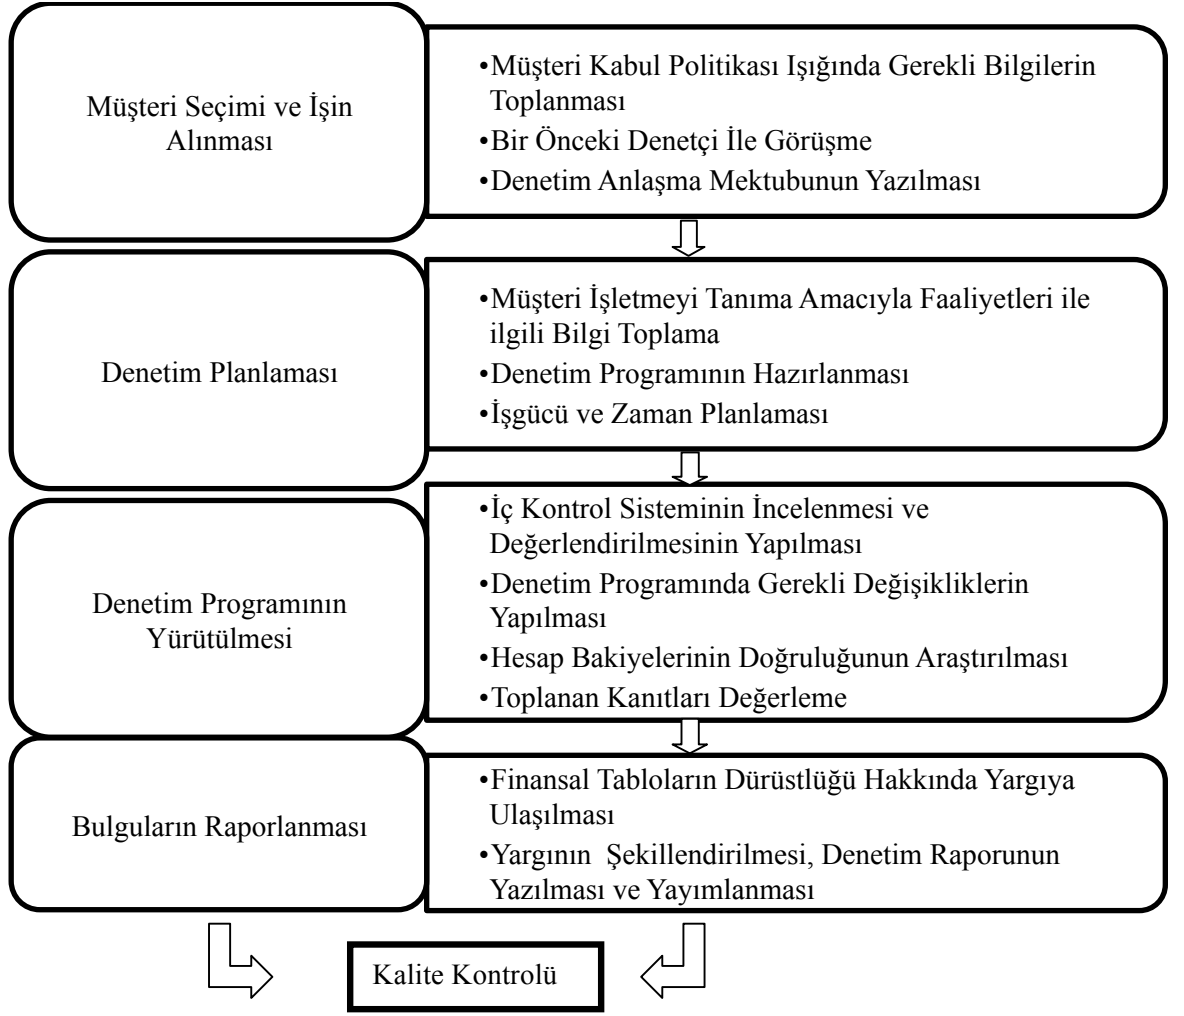 Müşteri Seçimi ve İşin
Alınması
•Müşteri Kabul Politikası Işığında Gerekli Bilgilerin
Toplanması
•Bir Önceki Denetçi İle Görüşme
•Denetim Anlaşma Mektubunun Yazılması
Denetim Planlaması
•Müşteri İşletmeyi Tanıma Amacıyla Faaliyetleri ile
ilgili Bilgi Toplama
•Denetim Programının Hazırlanması
•İşgücü ve Zaman Planlaması
Denetim Programının
Yürütülmesi
•İç Kontrol Sisteminin İncelenmesi ve
Değerlendirilmesinin Yapılması
•Denetim Programında Gerekli Değişikliklerin
Yapılması
•Hesap Bakiyelerinin Doğruluğunun Araştırılması
•Toplanan Kanıtları Değerleme
Bulguların Raporlanması
•Finansal Tabloların Dürüstlüğü Hakkında Yargıya
Ulaşılması
•Yargının Şekillendirilmesi, Denetim Raporunun
Yazılması ve Yayımlanması
Kalite Kontrolü